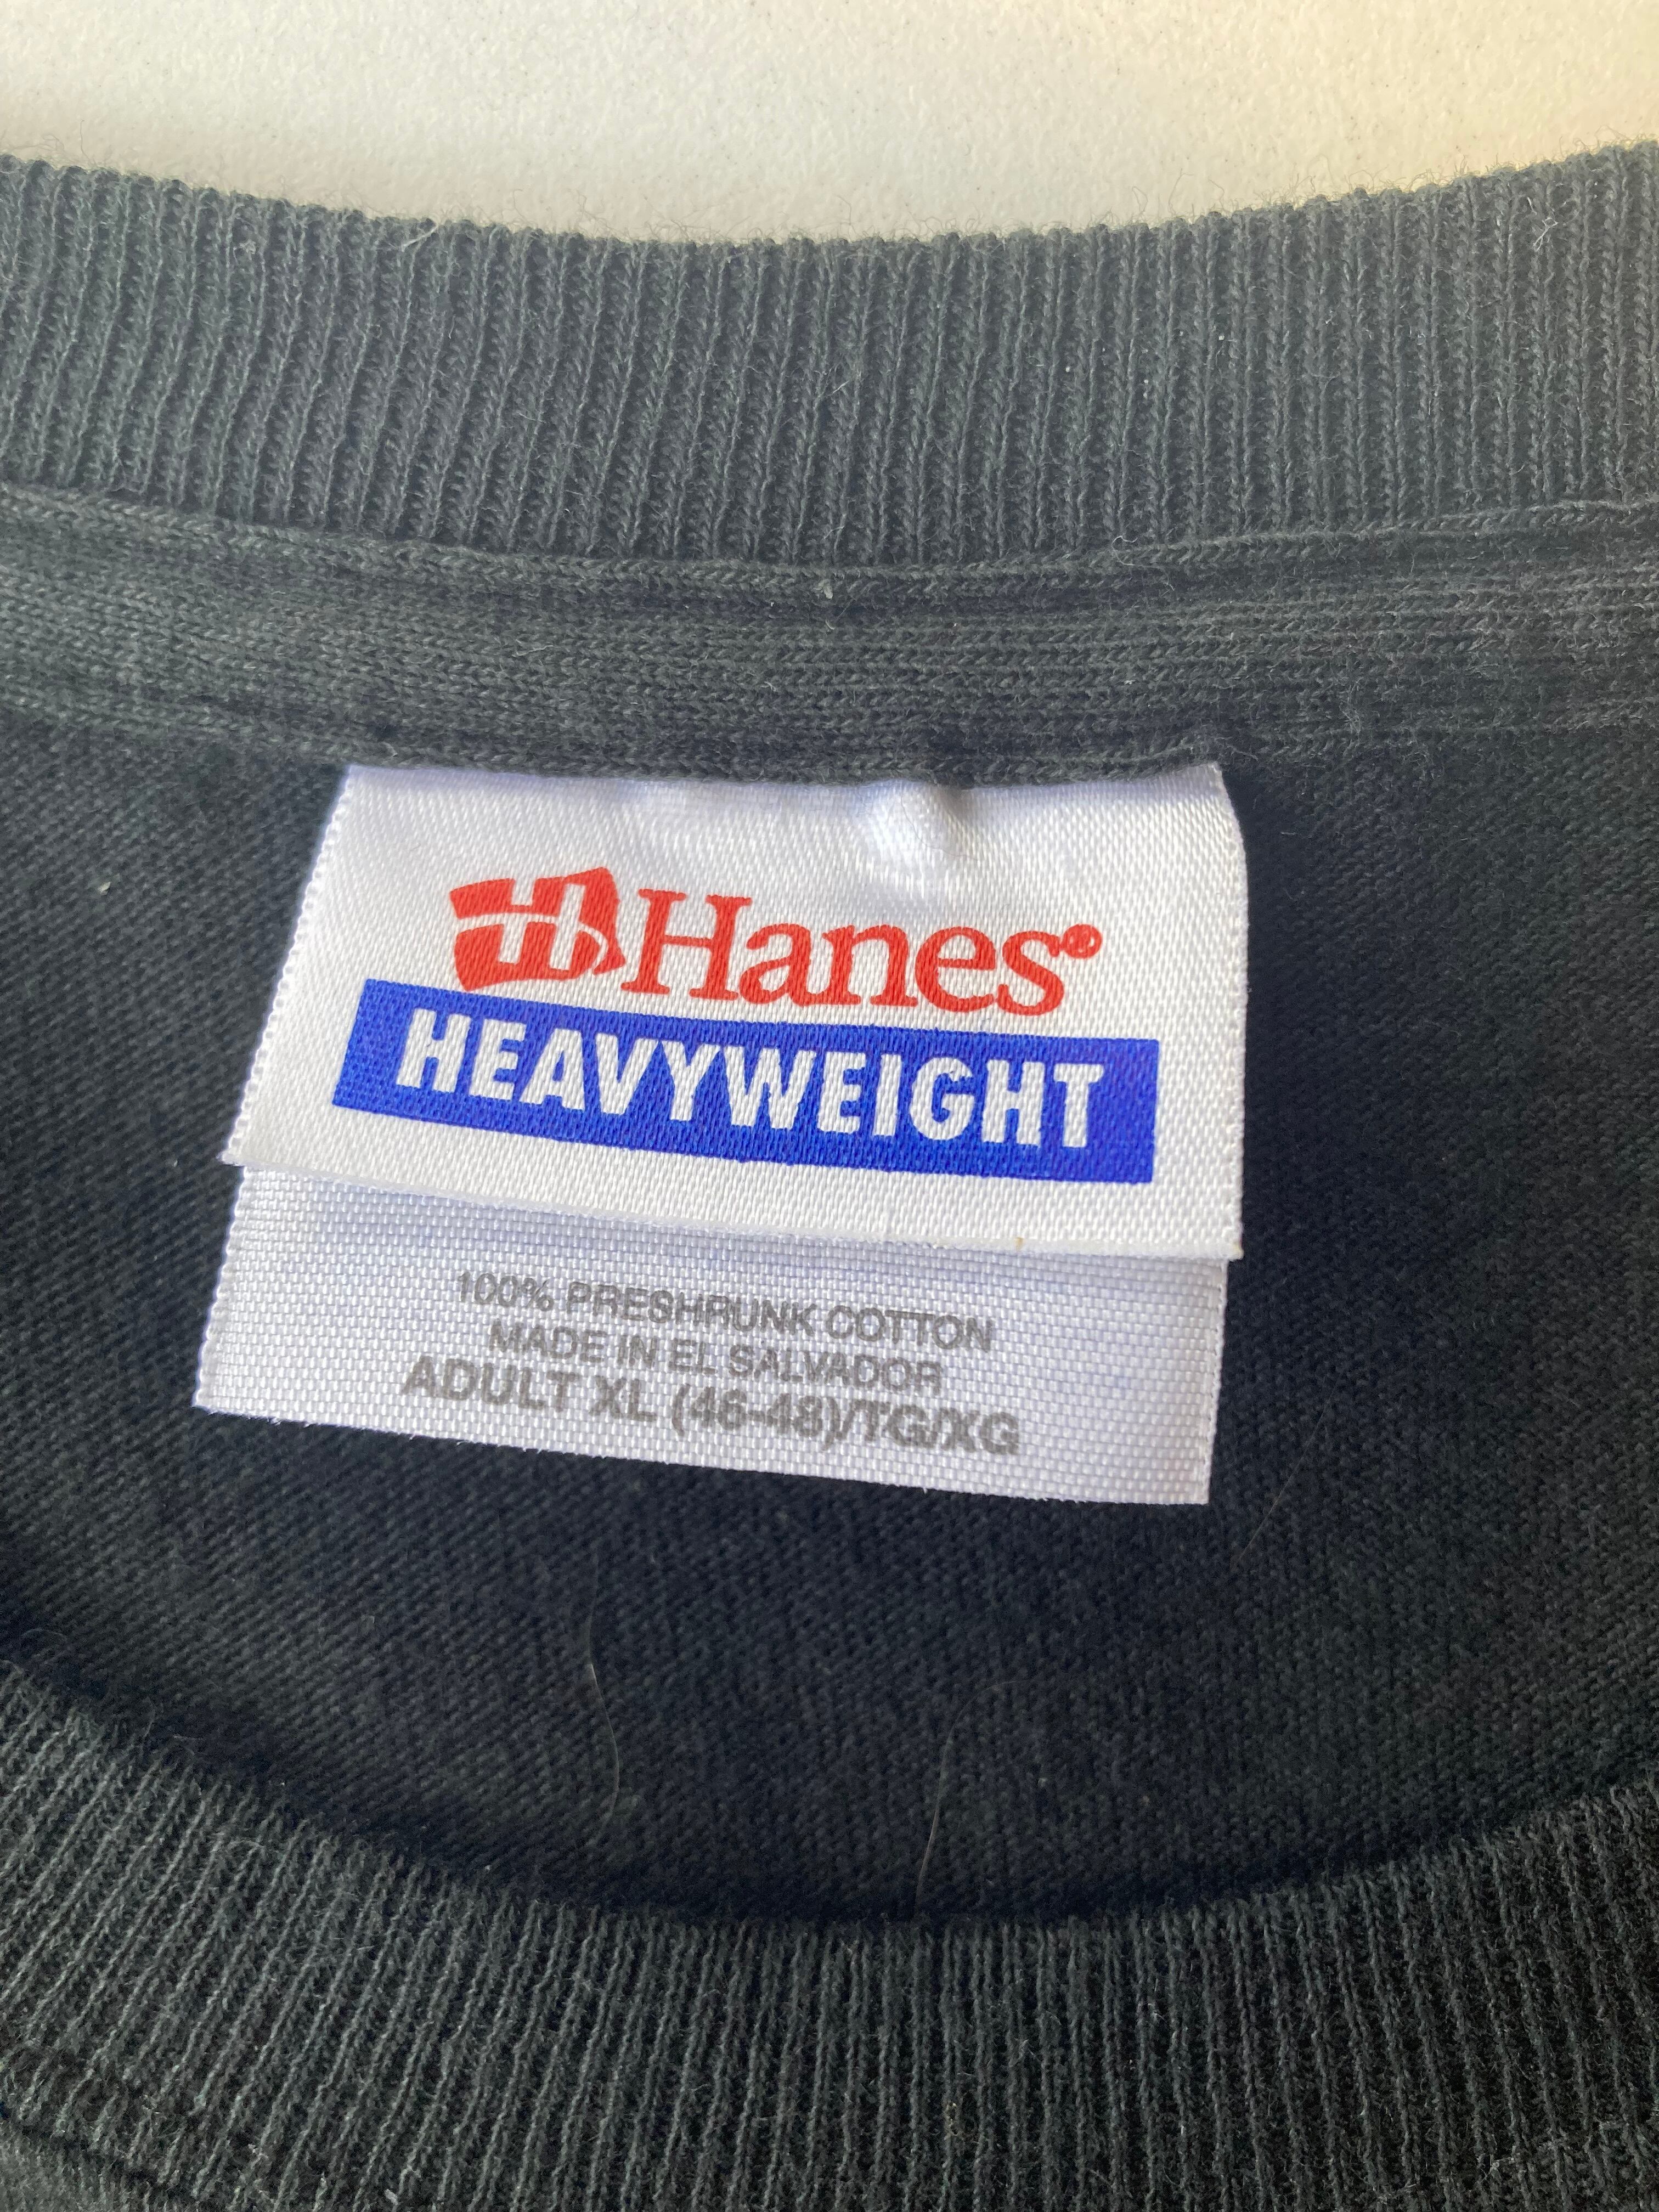 Hanes®
HEAVYWEIGHT
100% PRESHRUNK COTTON
MADE IN EL SALVADOR
ADULT XL (46-48)/TG/XG